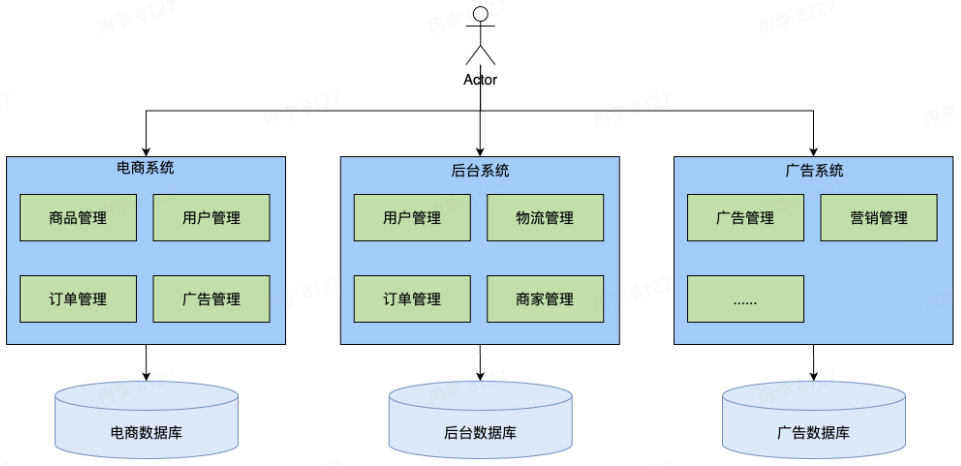 Actor
电商系统
商品管理
用户管理
订单管理
广告管理
电商数据库
后台系统
用户管理
物流管理
订单管理
商家管理
后台数据库
广告系统
广告管理
营销管理
......
广告数据库
冉李 8127